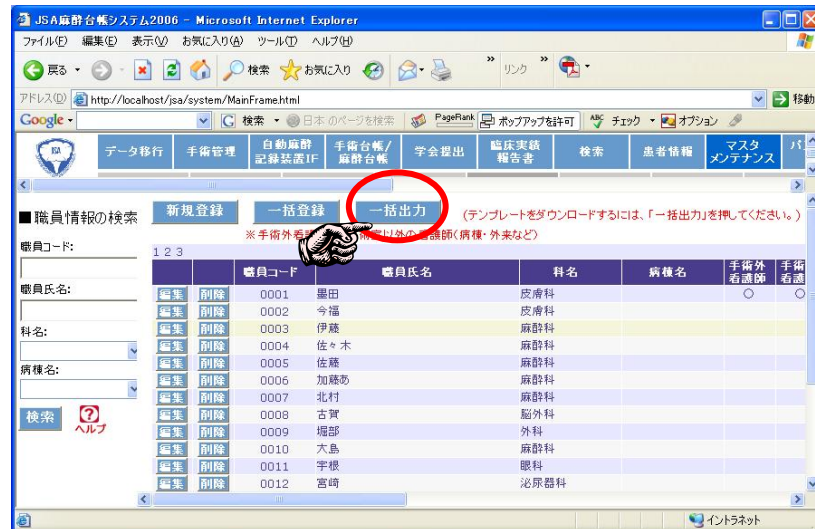 JSA麻酔台帳システム2006 - Microsoft Internet Explorer
ファイル(F) 編集(E) 表示(V) お気に入り(A) ツール(T) ヘルプ(H)
戻る 検索 お気に入り » リンク »
アドレス(D) http://localhost/jsa/system/MainFrame.html 移動
Google 検索 日本 のページを検索 PageRank ポップアップを許可 ABC チェック オプション
JSA データ移行 手術管理 自動麻酔記録装置IF 手術台帳/麻酔台帳 学会提出 臨床実績報告書 検索 患者情報 マスタメンテナンス パ
■職員情報の検索 新規登録 一括登録 一括出力 (テンプレートをダウンロードするには、「一括出力」を押してください。)
※手術外看護 以外の看護師(病棟・外来など)
職員コード:
1 2 3
職員コード 職員氏名 科名 病棟名 手術外看護師 手術看護
職員氏名:
編集 削除 0001 墨田 皮膚科 ○ ○
編集 削除 0002 今福 皮膚科
科名:
編集 削除 0003 伊藤 麻酔科
編集 削除 0004 佐々木 麻酔科
病棟名:
編集 削除 0005 佐藤 麻酔科
編集 削除 0006 加藤あ 麻酔科
編集 削除 0007 北村 麻酔科
検索 ? ヘルプ
編集 削除 0008 古賀 脳外科
編集 削除 0009 堀部 外科
編集 削除 0010 大島 麻酔科
編集 削除 0011 宇根 眼科
編集 削除 0012 宮崎 泌尿器科
イントラネット